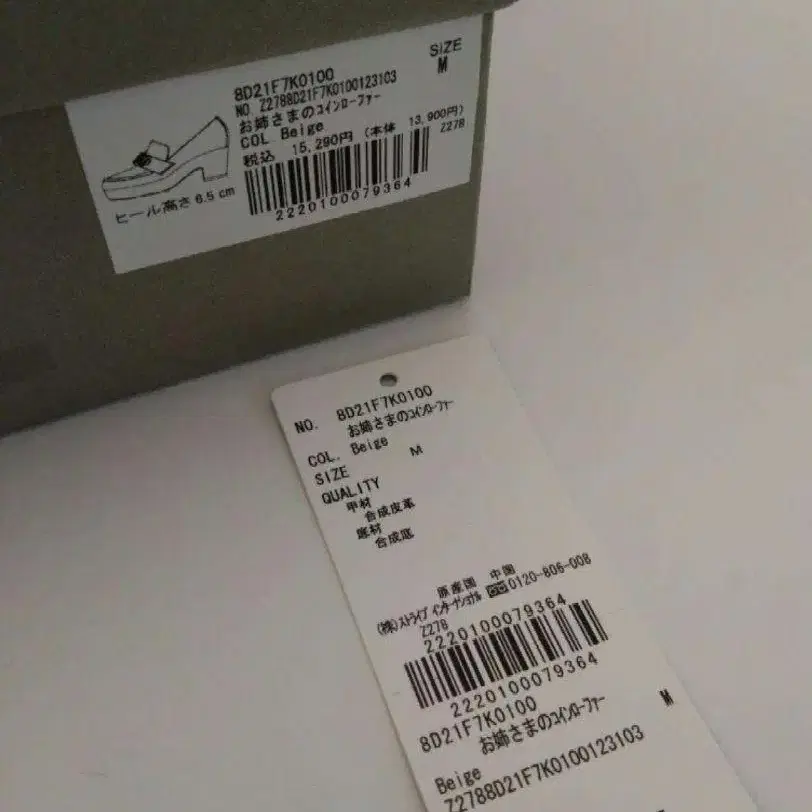 8D21F7K0100
SIZE
M
NO Z2788D21F7K0100123103
お姉さまのコインローファー
COL Beige
税込 15,290円 (本体 13,900円)
Z278
2220100079364
ヒール高さ 6.5 cm
NO. 8D21F7K0100
お姉さまのコインローファー
COL. Beige
SIZE M
QUALITY
甲材
合成皮革
底材
合成底
原産国 中国
(株)ストライプ インターナショナル 0120-806-008
Z278
2220100079364
2220100079364
8D21F7K0100
お姉さまのコインローファー M
Beige
Z2788D21F7K0100123103